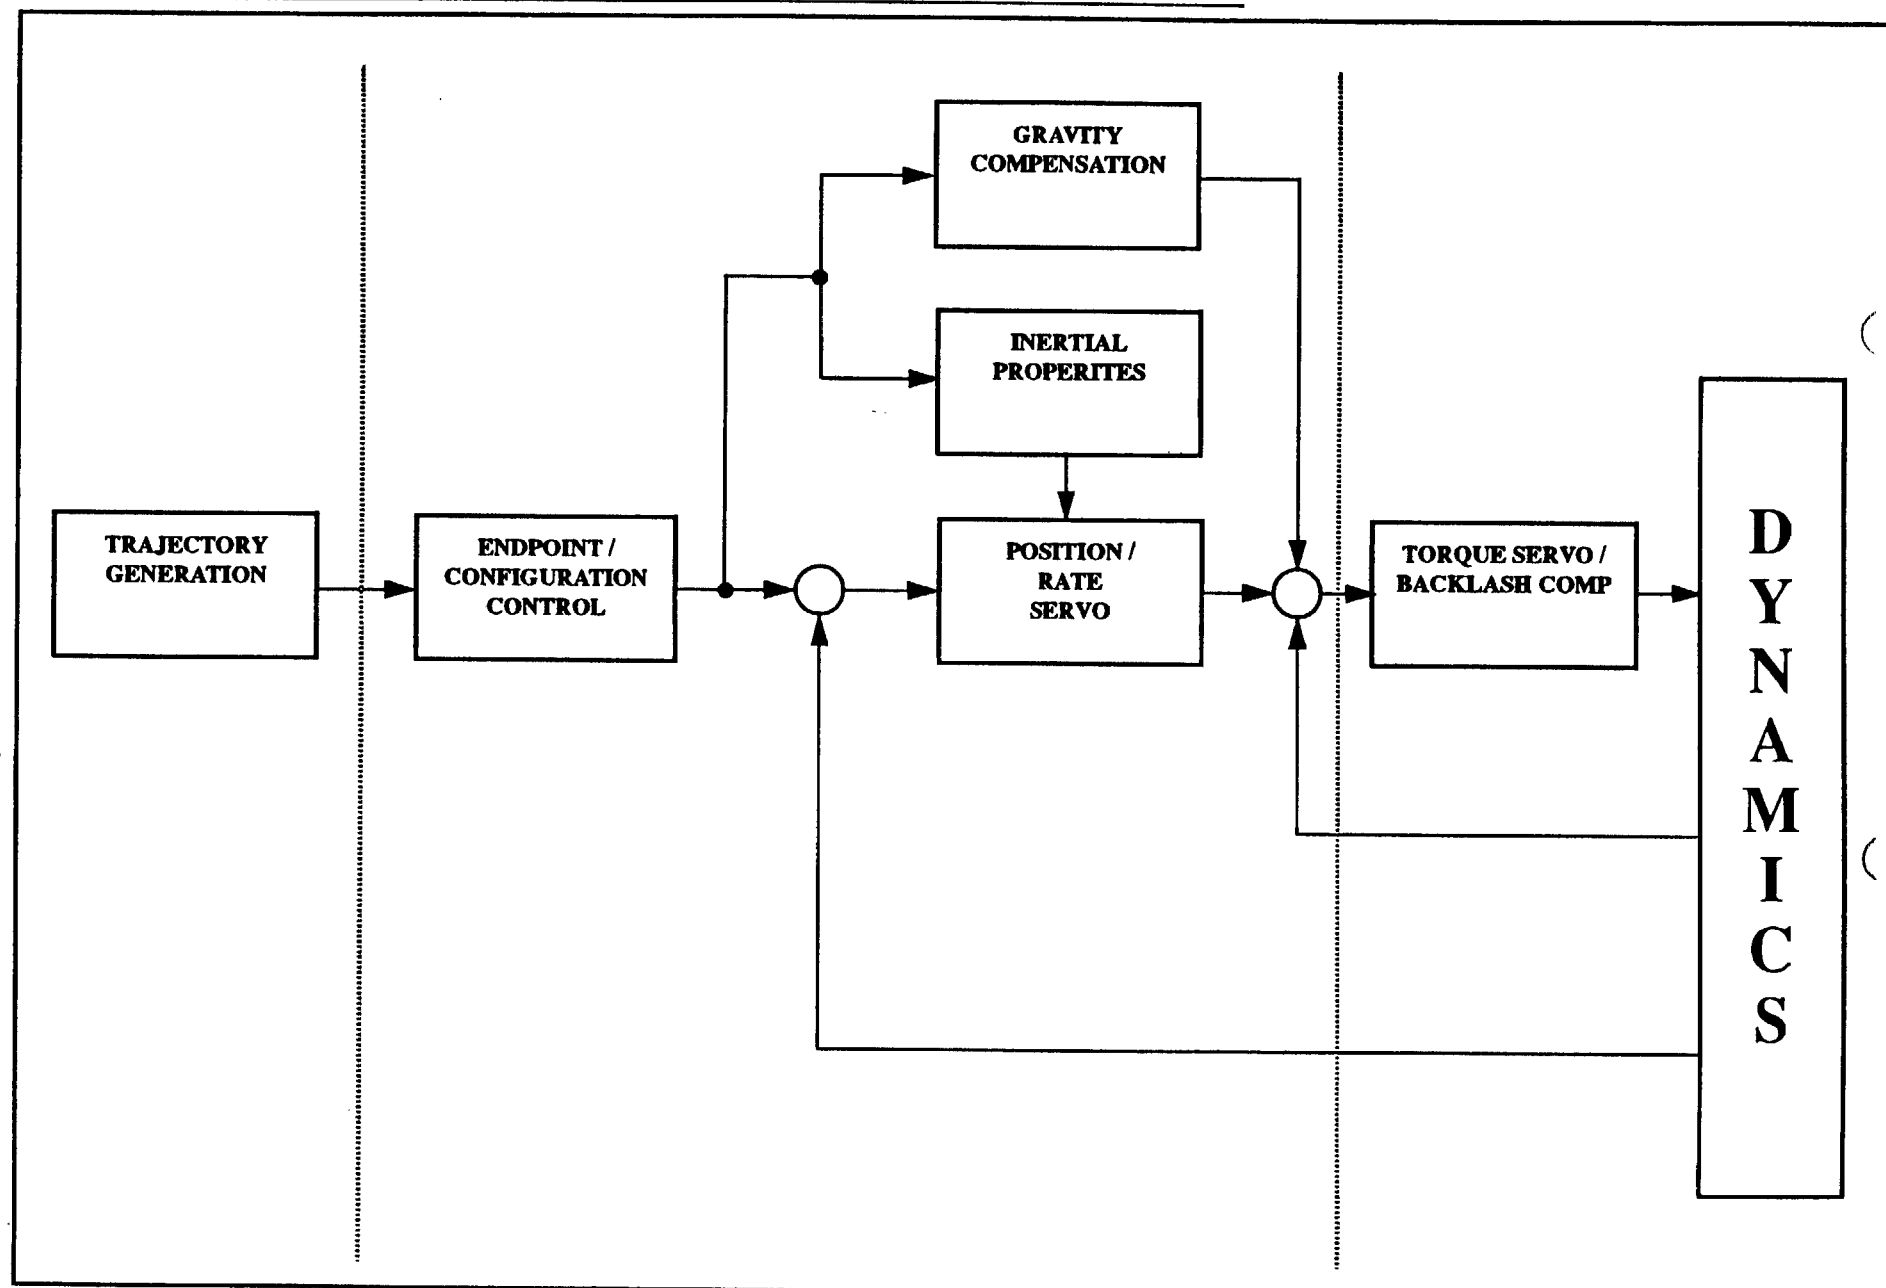 GRAVITY
COMPENSATION
INERTIAL
PROPERITES
TRAJECTORY
GENERATION
ENDPOINT /
CONFIGURATION
CONTROL
POSITION /
RATE
SERVO
TORQUE SERVO /
BACKLASH COMP
D
Y
N
A
M
I
C
S